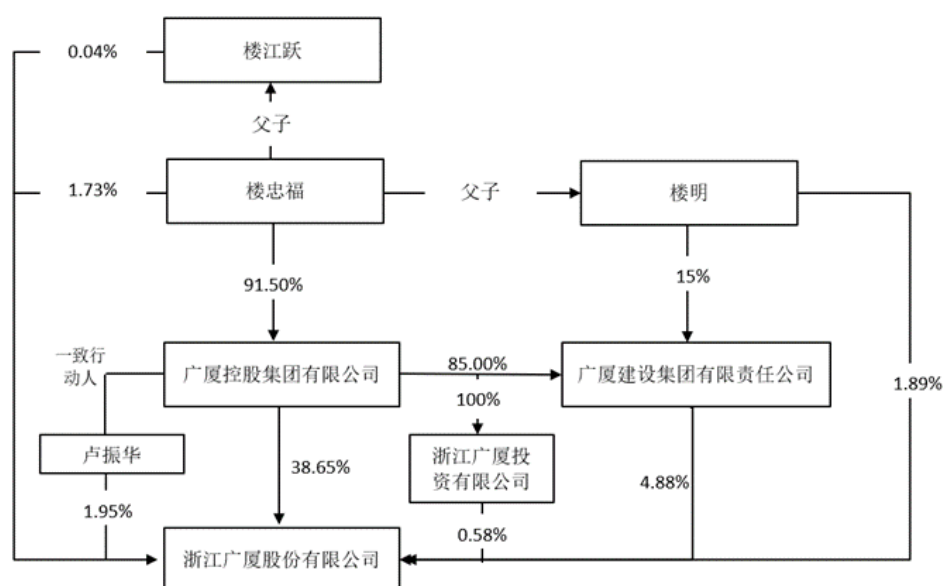 0.04%
楼江跃
父子
1.73%
楼忠福
父子
楼明
91.50%
15%
一致行
动人
广厦控股集团有限公司
85.00%
广厦建设集团有限责任公司
100%
1.89%
卢振华
38.65%
浙江广厦投
资有限公司
4.88%
1.95%
0.58%
浙江广厦股份有限公司